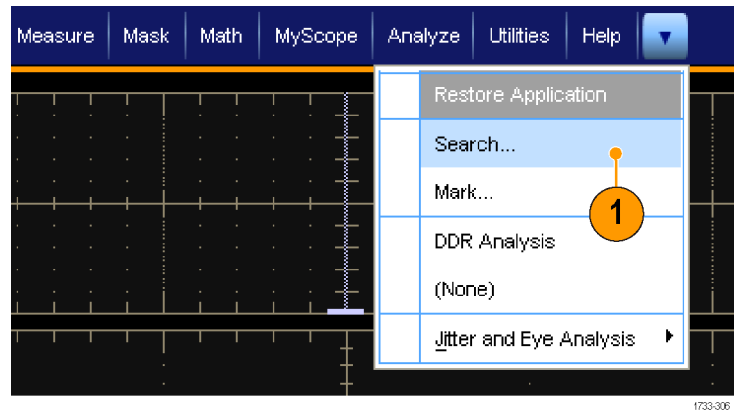 Measure Mask Math MyScope Analyze Utilities Help
Restore Application
Search...
Mark...
1
DDR Analysis
(None)
Jitter and Eye Analysis
1733-306